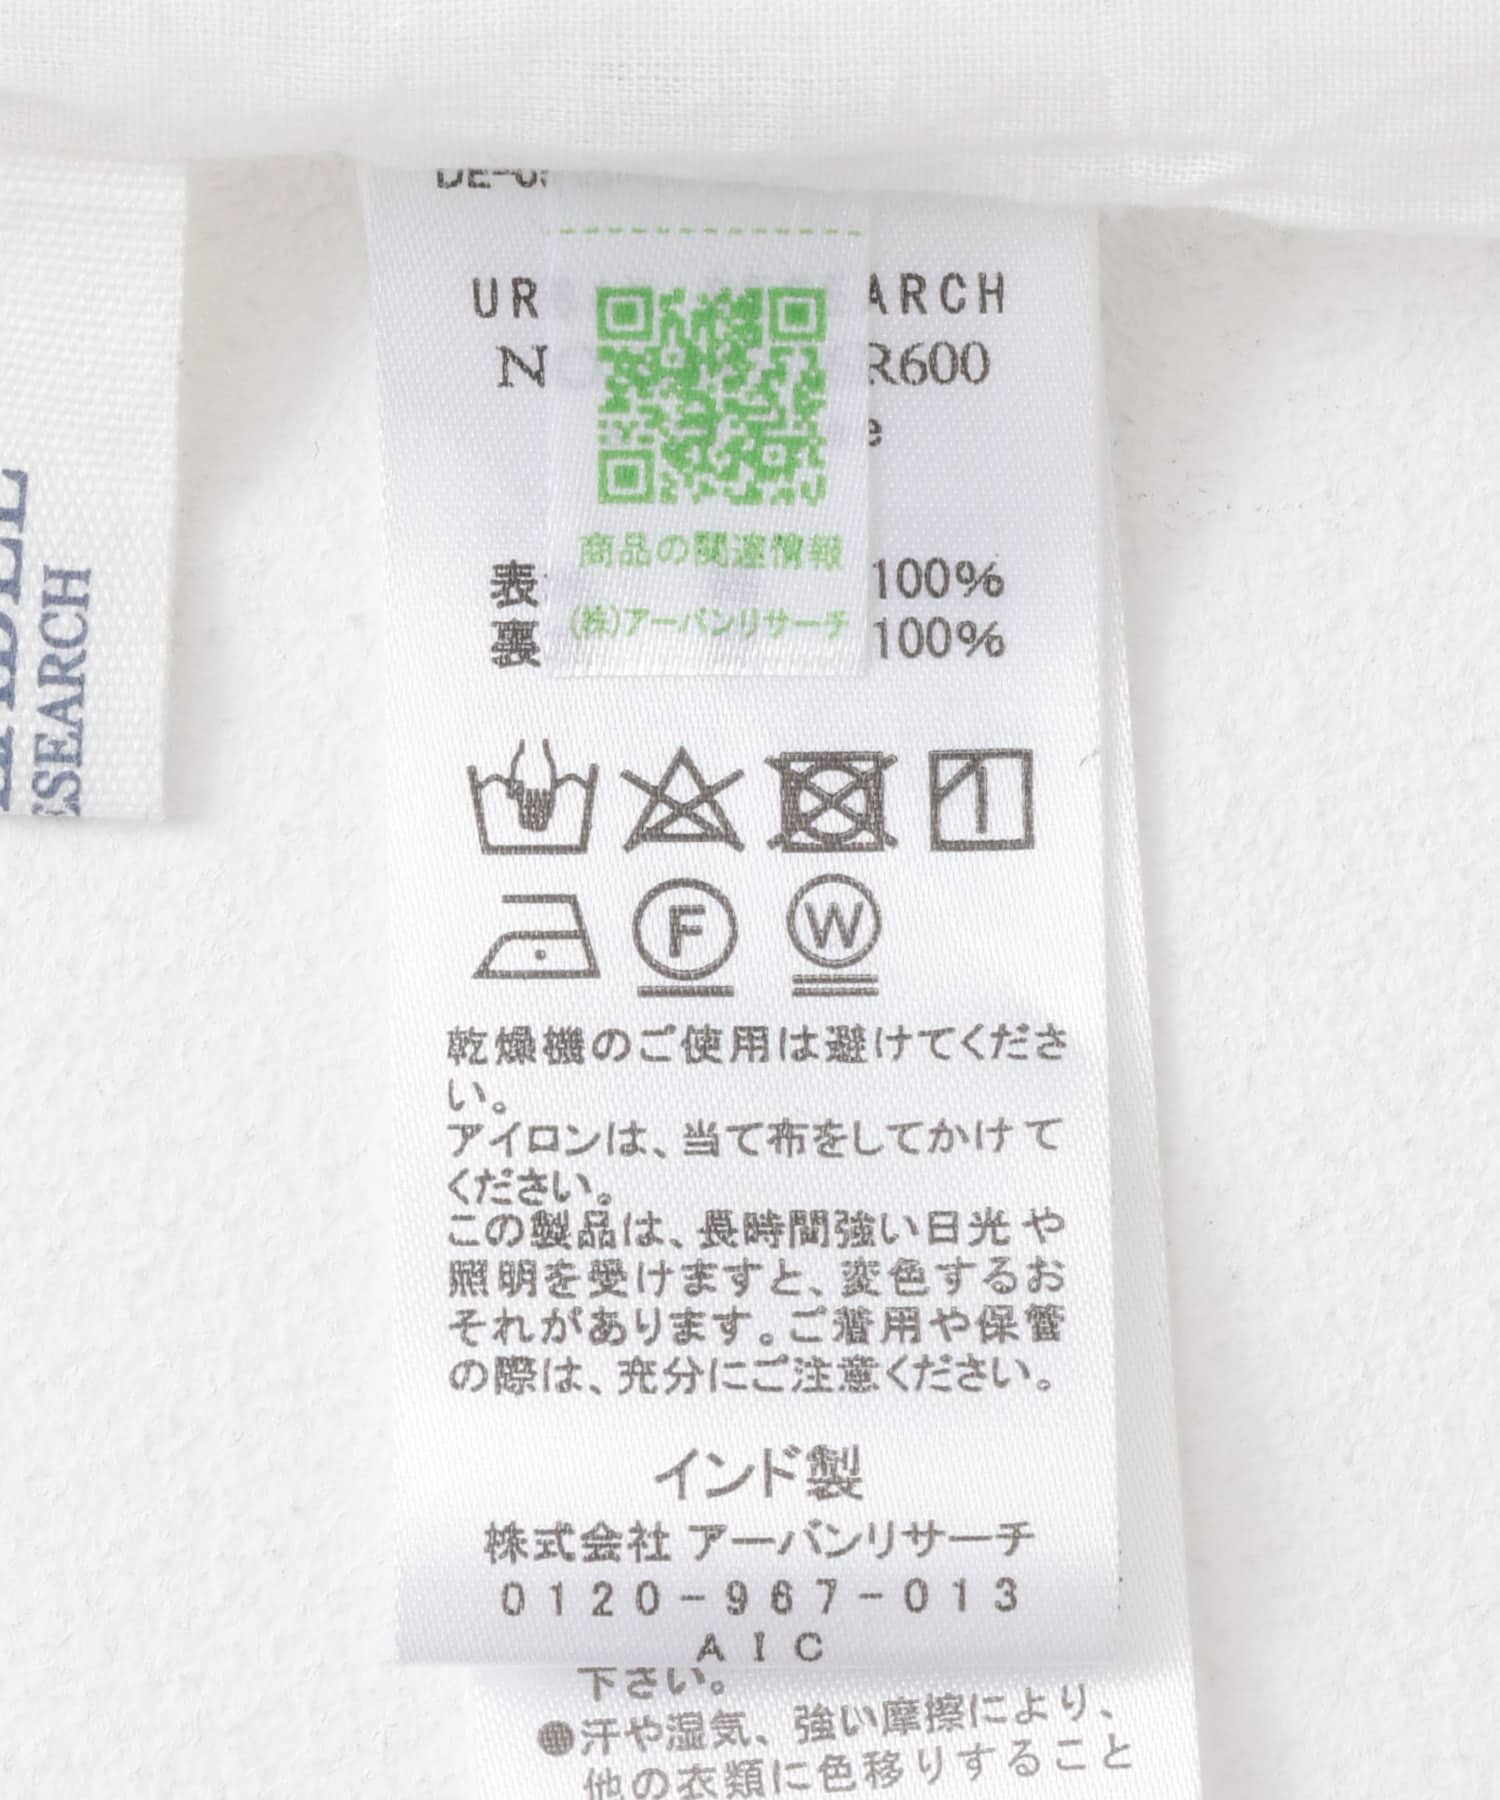 UR ARCH
N R600
e
商品の関連情報
(株)アーバンリサーチ
表 100%
裏 100%
F
W
乾燥機のご使用は避けてくださ
い。
アイロンは、当て布をしてかけて
ください。
この製品は、長時間強い日光や
照明を受けますと、変色するお
それがあります。ご着用や保管
の際は、充分にご注意ください。
インド製
株式会社 アーバンリサーチ
0120-967-013
AIC
下さい。
●汗や湿気、強い摩擦により、
他の衣類に色移りすること
ESEARCH